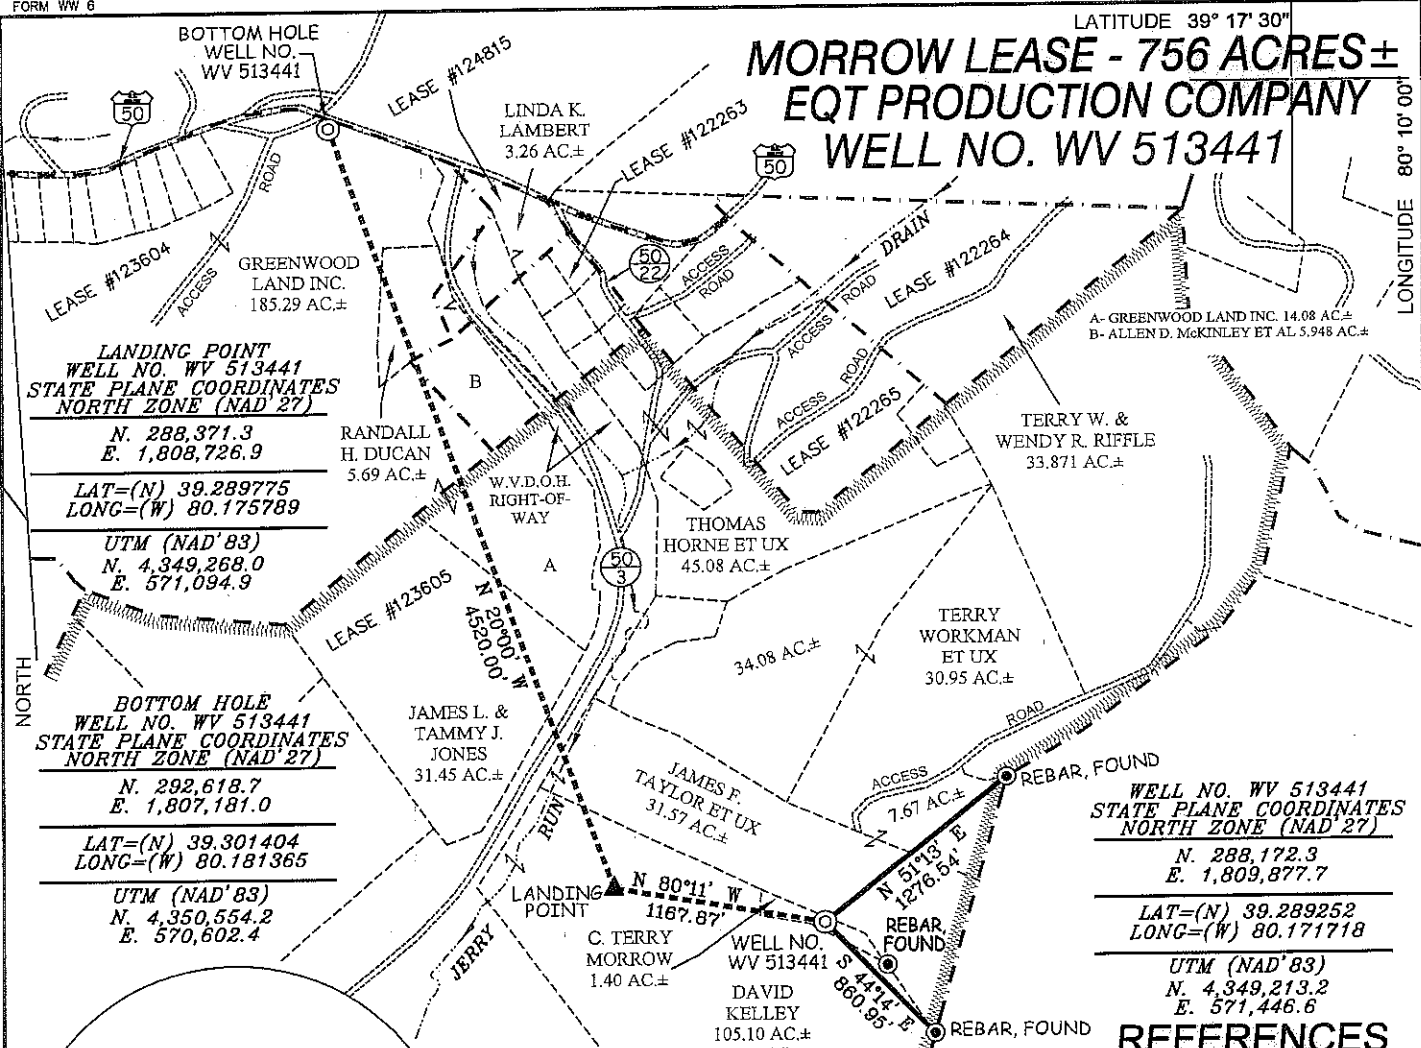 FORM WW 6
LATITUDE 39° 17' 30"
MORROW LEASE - 756 ACRES±
EQT PRODUCTION COMPANY
WELL NO. WV 513441
LONGITUDE 80° 10' 00"
BOTTOM HOLE
WELL NO.
WV 513441
50
LEASE #124815
LINDA K.
LAMBERT
3.26 AC.±
LEASE #122263
50
ROAD
ACCESS
LEASE #123604
GREENWOOD
LAND INC.
185.29 AC.±
50
22
ACCESS
ROAD
DRAIN
ROAD
ACCESS
LEASE #122264
A- GREENWOOD LAND INC. 14.08 AC.±
B- ALLEN D. McKINLEY ET AL 5.948 AC.±
LANDING POINT
WELL NO. WV 513441
STATE PLANE COORDINATES
NORTH ZONE (NAD'27)
N. 288,371.3
E. 1,808,726.9
LAT=(N) 39.289775
LONG=(W) 80.175789
UTM (NAD'83)
N. 4,349,268.0
E. 571,094.9
B
RANDALL
H. DUCAN
5.69 AC.±
W.V.D.O.H.
RIGHT-OF-
WAY
ROAD
ACCESS
LEASE #122265
TERRY W. &
WENDY R. RIFFLE
33.871 AC.±
THOMAS
HORNE ET UX
45.08 AC.±
A
50
3
LEASE #123605
N 20°00' W
4520.00'
34.08 AC.±
TERRY
WORKMAN
ET UX
30.95 AC.±
NORTH
BOTTOM HOLE
WELL NO. WV 513441
STATE PLANE COORDINATES
NORTH ZONE (NAD'27)
N. 292,618.7
E. 1,807,181.0
LAT=(N) 39.301404
LONG=(W) 80.181365
UTM (NAD'83)
N. 4,350,554.2
E. 570,602.4
JAMES L. &
TAMMY J.
JONES
31.45 AC.±
JAMES F.
TAYLOR ET UX
31.57 AC.±
ROAD
ACCESS
7.67 AC.±
REBAR, FOUND
N 51°13' E
1276.54'
WELL NO. WV 513441
STATE PLANE COORDINATES
NORTH ZONE (NAD'27)
N. 288,172.3
E. 1,809,877.7
LAT=(N) 39.289252
LONG=(W) 80.171718
UTM (NAD'83)
N. 4,349,213.2
E. 571,446.6
RUN
JERRY
LANDING
POINT
N 80°11' W
1167.87'
C. TERRY
MORROW
1.40 AC.±
WELL NO.
WV 513441
REBAR,
FOUND
S 44°14' E
860.95'
DAVID
KELLEY
105.10 AC.±
REBAR, FOUND
REFERENCES